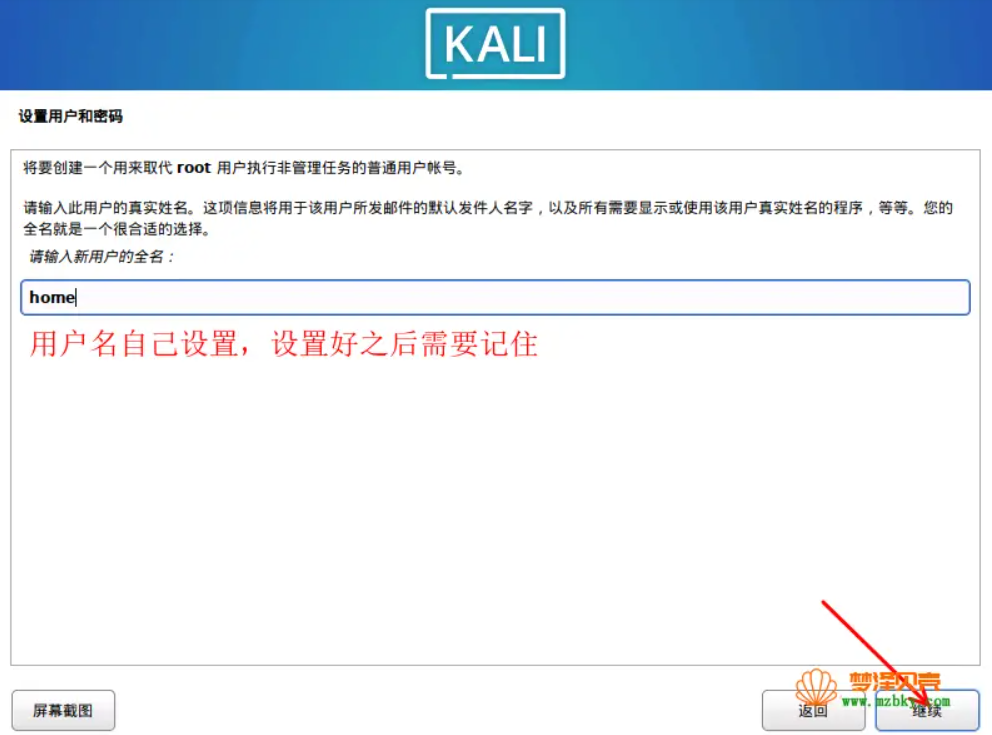 KALI
设置用户和密码
将要创建一个用来取代 root 用户执行非管理任务的普通用户帐号。
请输入此用户的真实姓名。这项信息将用于该用户所发邮件的默认发件人名字，以及所有需要显示或使用该用户真实姓名的程序，等等。您的
全名就是一个很合适的选择。
请输入新用户的全名：
home
用户名自己设置，设置好之后需要记住
梦泽贝壳
屏幕截图
返回
继续